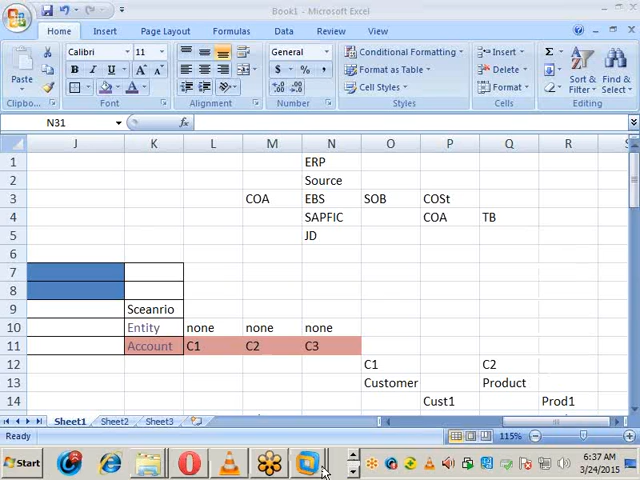 Book1 - Microsoft Excel
Home Insert Page Layout Formulas Data Review View
Paste Calibri 11 General Conditional Formatting Insert Σ
B I U A A $ % , Format as Table Delete Sort & Find &
A Cell Styles Format Filter Select
Clipboard Font Alignment Number Styles Cells Editing
N31 fx
J K L M N O P Q R S
1 ERP
2 Source
3 COA EBS SOB COSt
4 SAPFIC COA TB
5 JD
6
7
8
9 Sceanrio
10 Entity none none none
11 Account C1 C2 C3
12 C1 C2
13 Customer Product
14 Cust1 Prod1
Sheet1 Sheet2 Sheet3
Ready 115%
Start 6:37 AM
3/24/2015